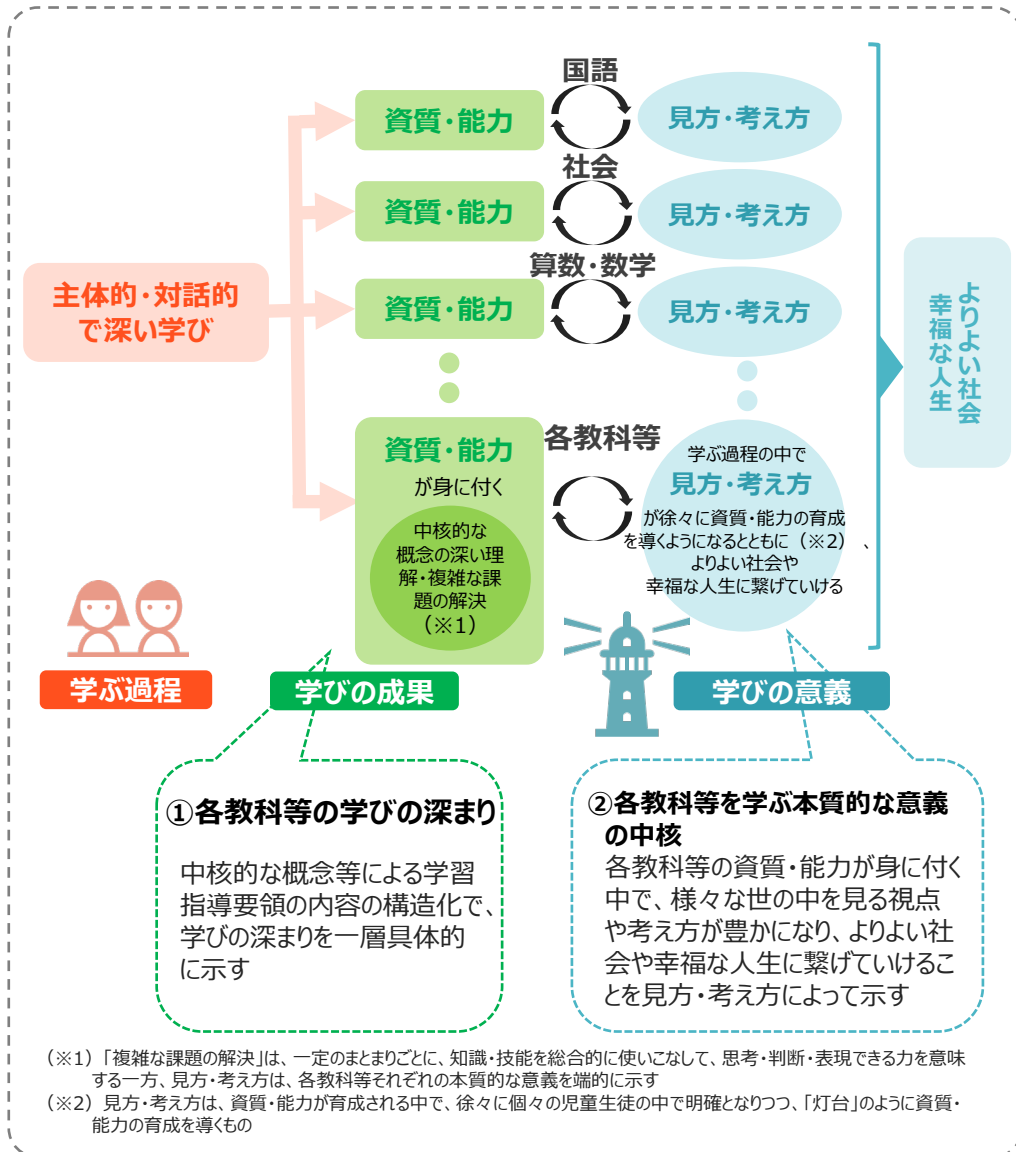 国語
資質・能力
見方・考え方
社会
資質・能力
見方・考え方
算数・数学
資質・能力
見方・考え方
主体的・対話的
で深い学び
よりよい社会
幸福な人生
各教科等
資質・能力
が身に付く
中核的な
概念の深い理
解・複雑な課
題の解決
（※1）
学ぶ過程の中で
見方・考え方
が徐々に資質・能力の育成
を導くようになるとともに（※2）、
よりよい社会や
幸福な人生に繋げていける
学ぶ過程
学びの成果
学びの意義
①各教科等の学びの深まり
中核的な概念等による学習
指導要領の内容の構造化で、
学びの深まりを一層具体的
に示す
②各教科等を学ぶ本質的な意義
の中核
各教科等の資質・能力が身に付く
中で、様々な世の中を見る視点
や考え方が豊かになり、よりよい社
会や幸福な人生に繋げていけるこ
とを見方・考え方によって示す
（※1）「複雑な課題の解決」は、一定のまとまりごとに、知識・技能を総合的に使いこなして、思考・判断・表現できる力を意味
する一方、見方・考え方は、各教科等それぞれの本質的な意義を端的に示す
（※2）見方・考え方は、資質・能力が育成される中で、徐々に個々の児童生徒の中で明確となりつつ、「灯台」のように資質・
能力の育成を導くもの